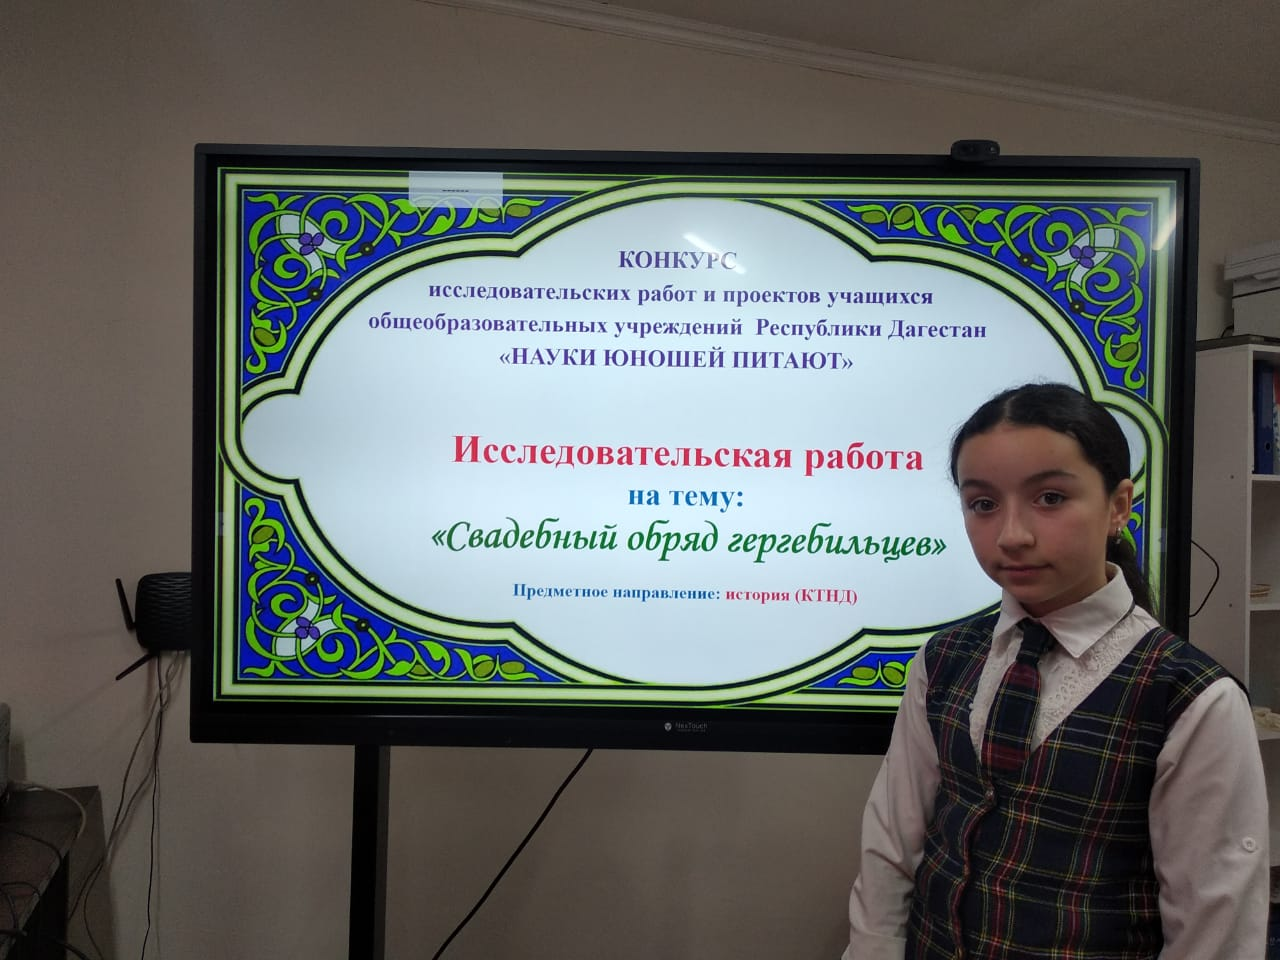 КОНКУРС
исследовательских работ и проектов учащихся
общеобразовательных учреждений Республики Дагестан
«НАУКИ ЮНОШЕЙ ПИТАЮТ»
Исследовательская работа
на тему:
«Свадебный обряд гергебильцев»
Предметное направление: история (КТНД)
NexTouch